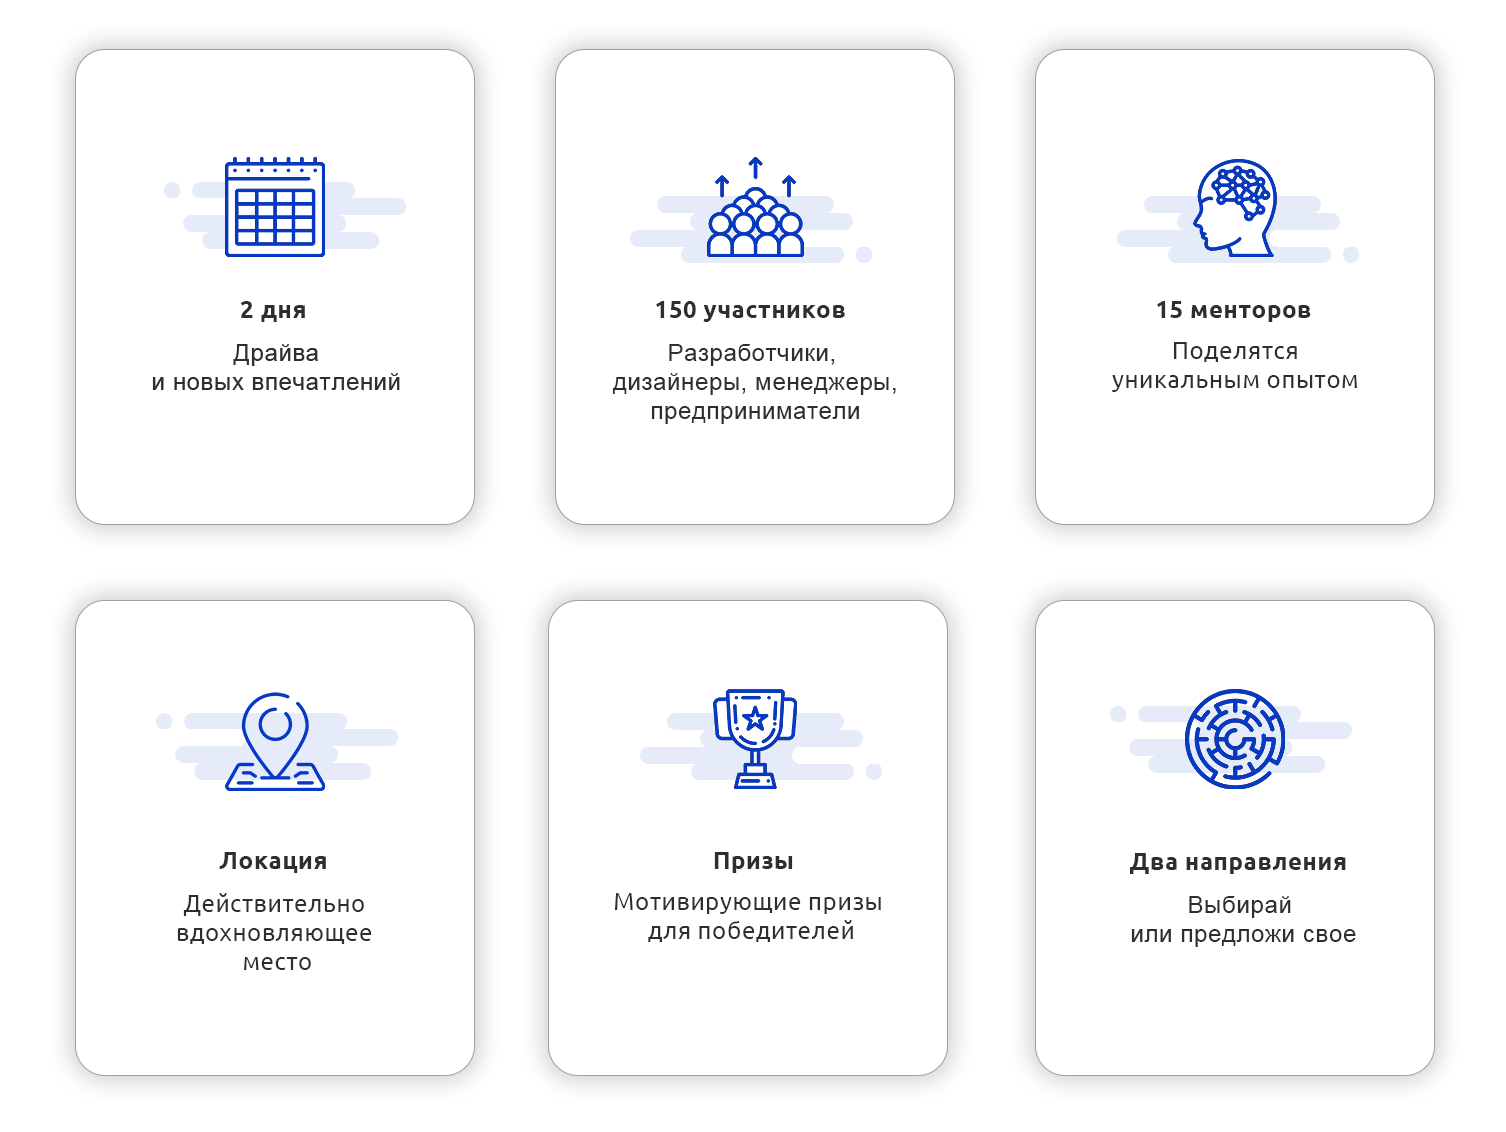 2 дня
Драйва
и новых впечатлений
150 участников
Разработчики,
дизайнеры, менеджеры,
предприниматели
15 менторов
Поделятся
уникальным опытом
Локация
Действительно
вдохновляющее
место
Призы
Мотивирующие призы
для победителей
Два направления
Выбирай
или предложи свое